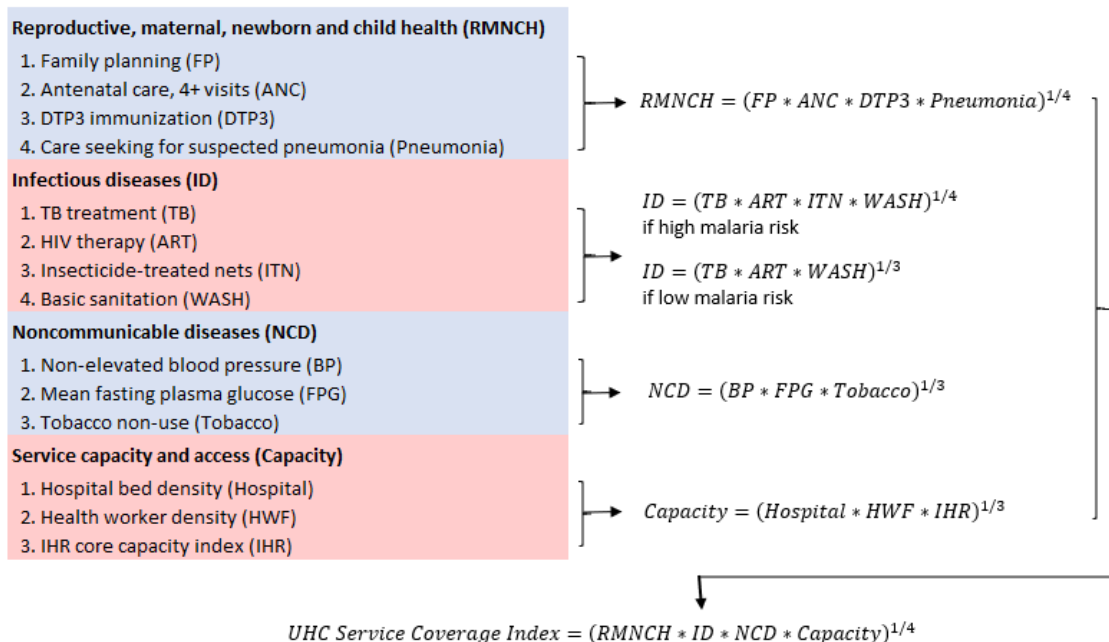 Reproductive, maternal, newborn and child health (RMNCH)
1. Family planning (FP)
2. Antenatal care, 4+ visits (ANC)
3. DTP3 immunization (DTP3)
4. Care seeking for suspected pneumonia (Pneumonia)
RMNCH = (FP * ANC * DTP3 * Pneumonia)^{1/4}
Infectious diseases (ID)
1. TB treatment (TB)
2. HIV therapy (ART)
3. Insecticide-treated nets (ITN)
4. Basic sanitation (WASH)
ID = (TB * ART * ITN * WASH)^{1/4}
if high malaria risk
ID = (TB * ART * WASH)^{1/3}
if low malaria risk
Noncommunicable diseases (NCD)
1. Non-elevated blood pressure (BP)
2. Mean fasting plasma glucose (FPG)
3. Tobacco non-use (Tobacco)
NCD = (BP * FPG * Tobacco)^{1/3}
Service capacity and access (Capacity)
1. Hospital bed density (Hospital)
2. Health worker density (HWF)
3. IHR core capacity index (IHR)
Capacity = (Hospital * HWF * IHR)^{1/3}
UHC Service Coverage Index = (RMNCH * ID * NCD * Capacity)^{1/4}